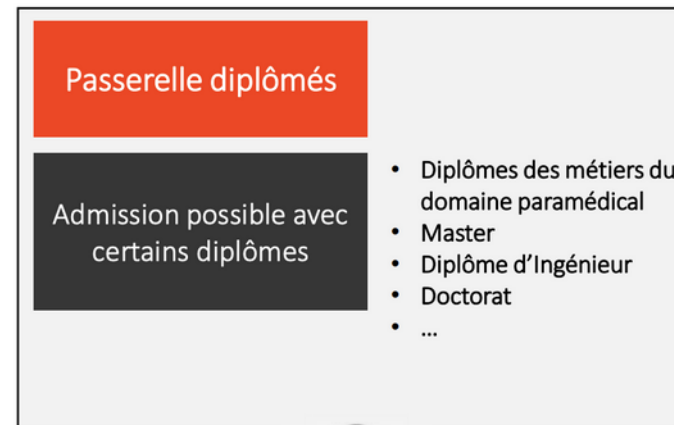 Passerelle diplômés
Admission possible avec
certains diplômes
• Diplômes des métiers du
domaine paramédical
• Master
• Diplôme d'Ingénieur
• Doctorat
• ...